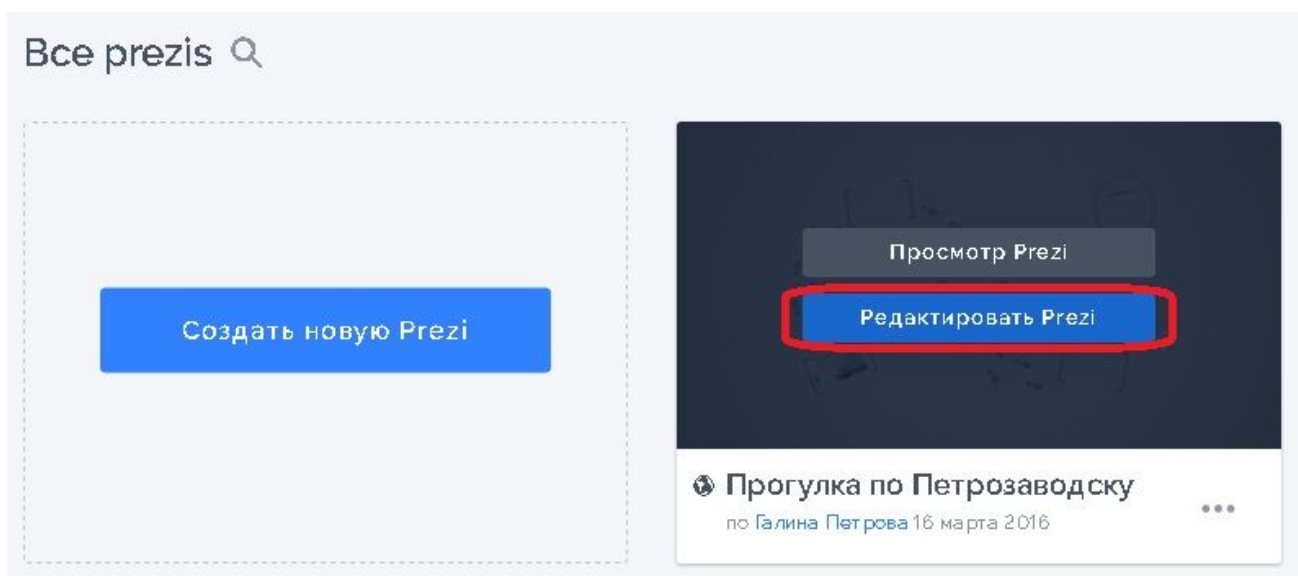 Все prezis
Создать новую Prezi
Просмотр Prezi
Редактировать Prezi
Прогулка по Петрозаводску
по Галина Петрова 16 марта 2016